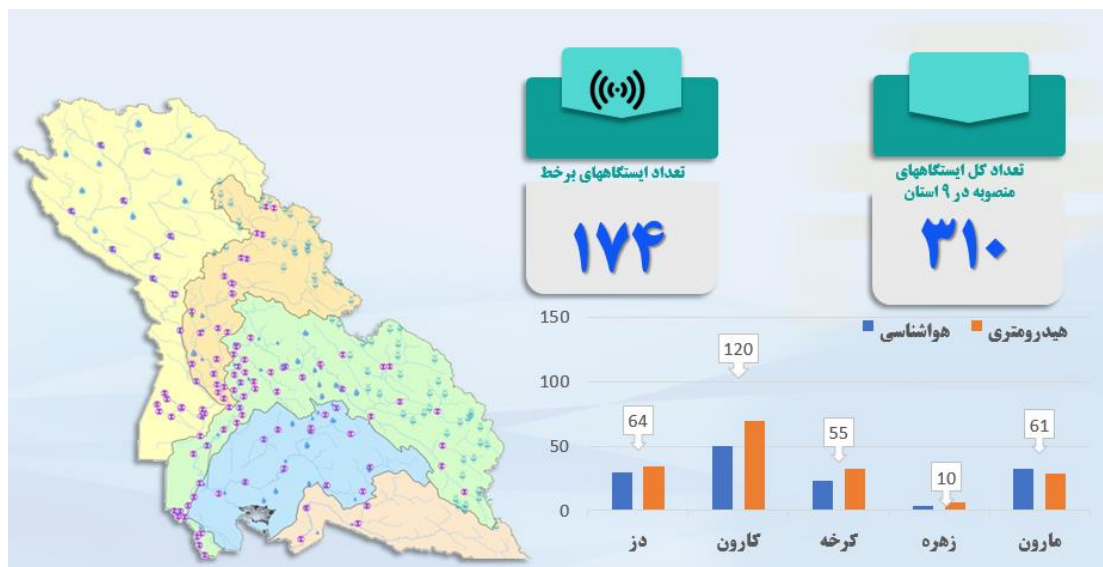 تعداد کل ایستگاههای
منصوبه در ۹ استان
۳۱۰
تعداد ایستگاههای برخط
۱۷۴
هیدرومتری
هواشناسی
150
100
50
0
64
120
55
10
61
دز
کارون
کرخه
زهره
مارون